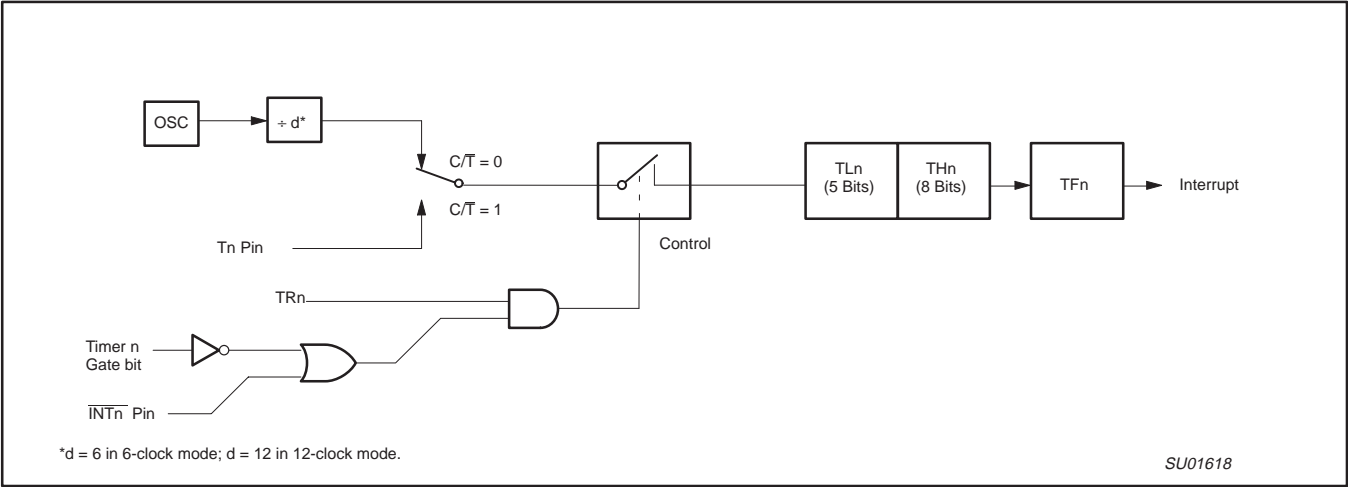 OSC
÷ d*
C/T̅ = 0
C/T̅ = 1
Tn Pin
TLn
(5 Bits)
THn
(8 Bits)
TFn
Interrupt
Control
TRn
Timer n
Gate bit
I̅N̅T̅n̅ Pin
*d = 6 in 6-clock mode; d = 12 in 12-clock mode.
SU01618